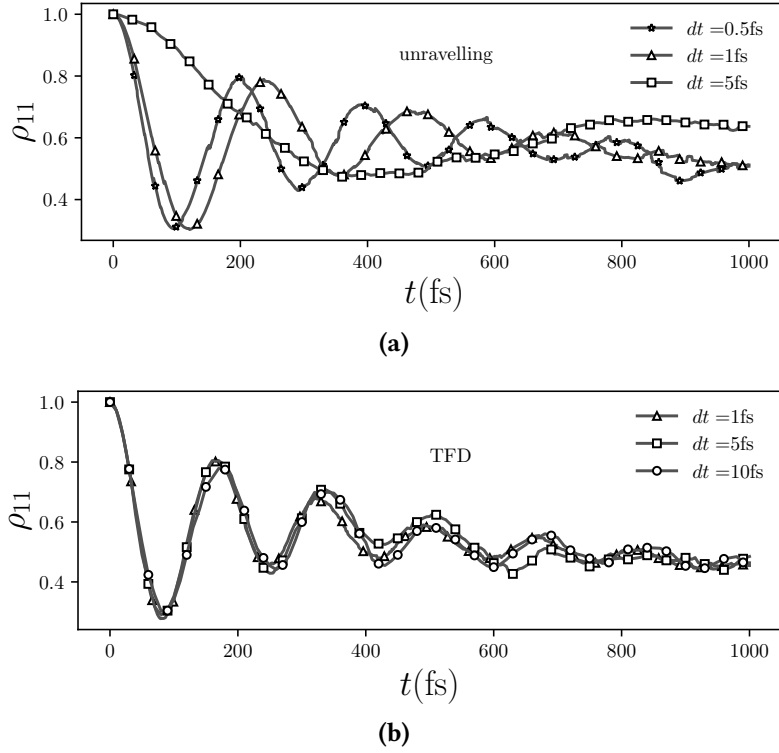 1.0
0.8
0.6
0.4
ρ₁₁
unravelling
dt =0.5fs
dt =1fs
dt =5fs
0 200 400 600 800 1000
t(fs)
(a)
1.0
0.8
0.6
0.4
ρ₁₁
TFD
dt =1fs
dt =5fs
dt =10fs
0 200 400 600 800 1000
t(fs)
(b)